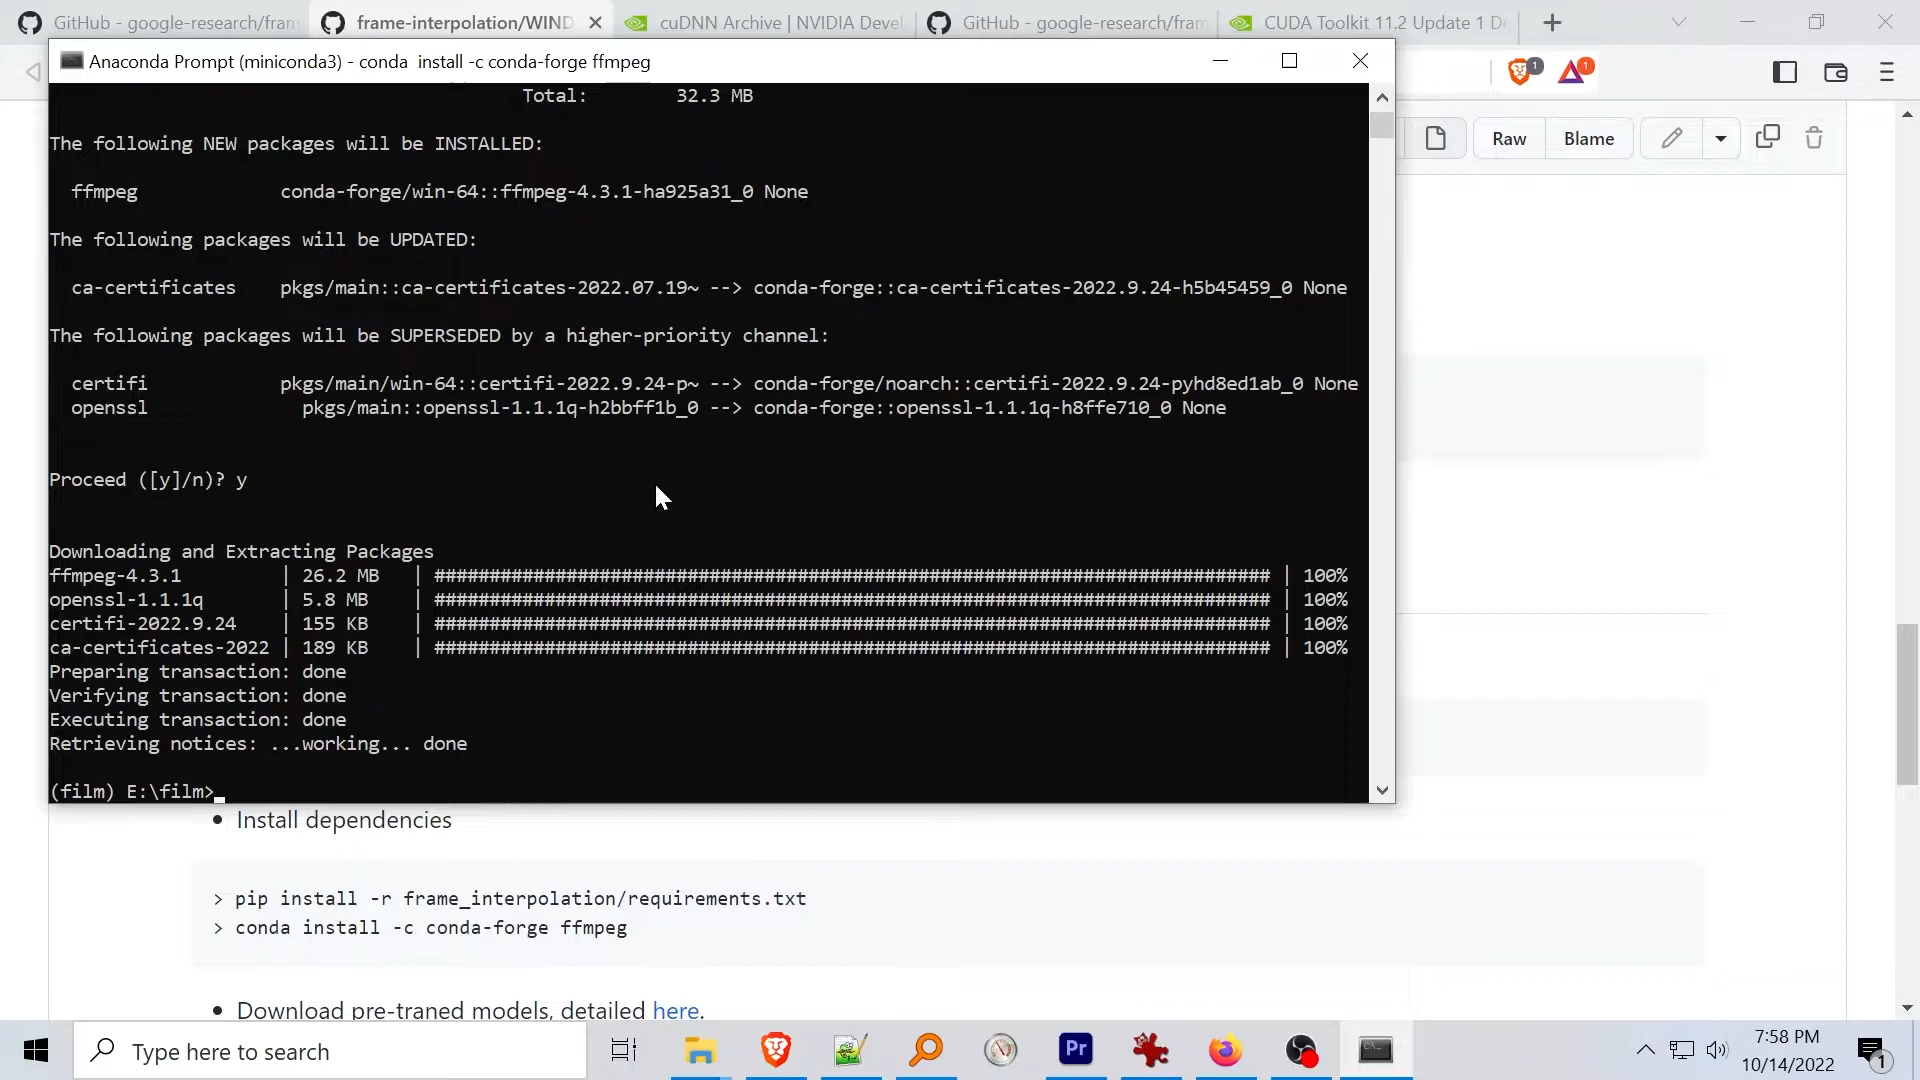 GitHub - google-research/fram
frame-interpolation/WIND
cuDNN Archive | NVIDIA Devel
GitHub - google-research/fram
CUDA Toolkit 11.2 Update 1 Do
Anaconda Prompt (miniconda3) - conda  install -c conda-forge ffmpeg
1
1
Raw
Blame
Total:        32.3 MB
The following NEW packages will be INSTALLED:
ffmpeg             conda-forge/win-64::ffmpeg-4.3.1-ha925a31_0 None
The following packages will be UPDATED:
ca-certificates    pkgs/main::ca-certificates-2022.07.19~ --> conda-forge::ca-certificates-2022.9.24-h5b45459_0 None
The following packages will be SUPERSEDED by a higher-priority channel:
certifi            pkgs/main/win-64::certifi-2022.9.24-p~ --> conda-forge/noarch::certifi-2022.9.24-pyhd8ed1ab_0 None
openssl              pkgs/main::openssl-1.1.1q-h2bbff1b_0 --> conda-forge::openssl-1.1.1q-h8ffe710_0 None
Proceed ([y]/n)? y
Downloading and Extracting Packages
ffmpeg-4.3.1         | 26.2 MB   | ############################################################################ | 100%
openssl-1.1.1q       | 5.8 MB    | ############################################################################ | 100%
certifi-2022.9.24    | 155 KB    | ############################################################################ | 100%
ca-certificates-2022 | 189 KB    | ############################################################################ | 100%
Preparing transaction: done
Verifying transaction: done
Executing transaction: done
Retrieving notices: ...working... done
(film) E:\film>_
• Install dependencies
> pip install -r frame_interpolation/requirements.txt
> conda install -c conda-forge ffmpeg
• Download pre-traned models, detailed here.
Type here to search
Pr
7:58 PM
10/14/2022
1